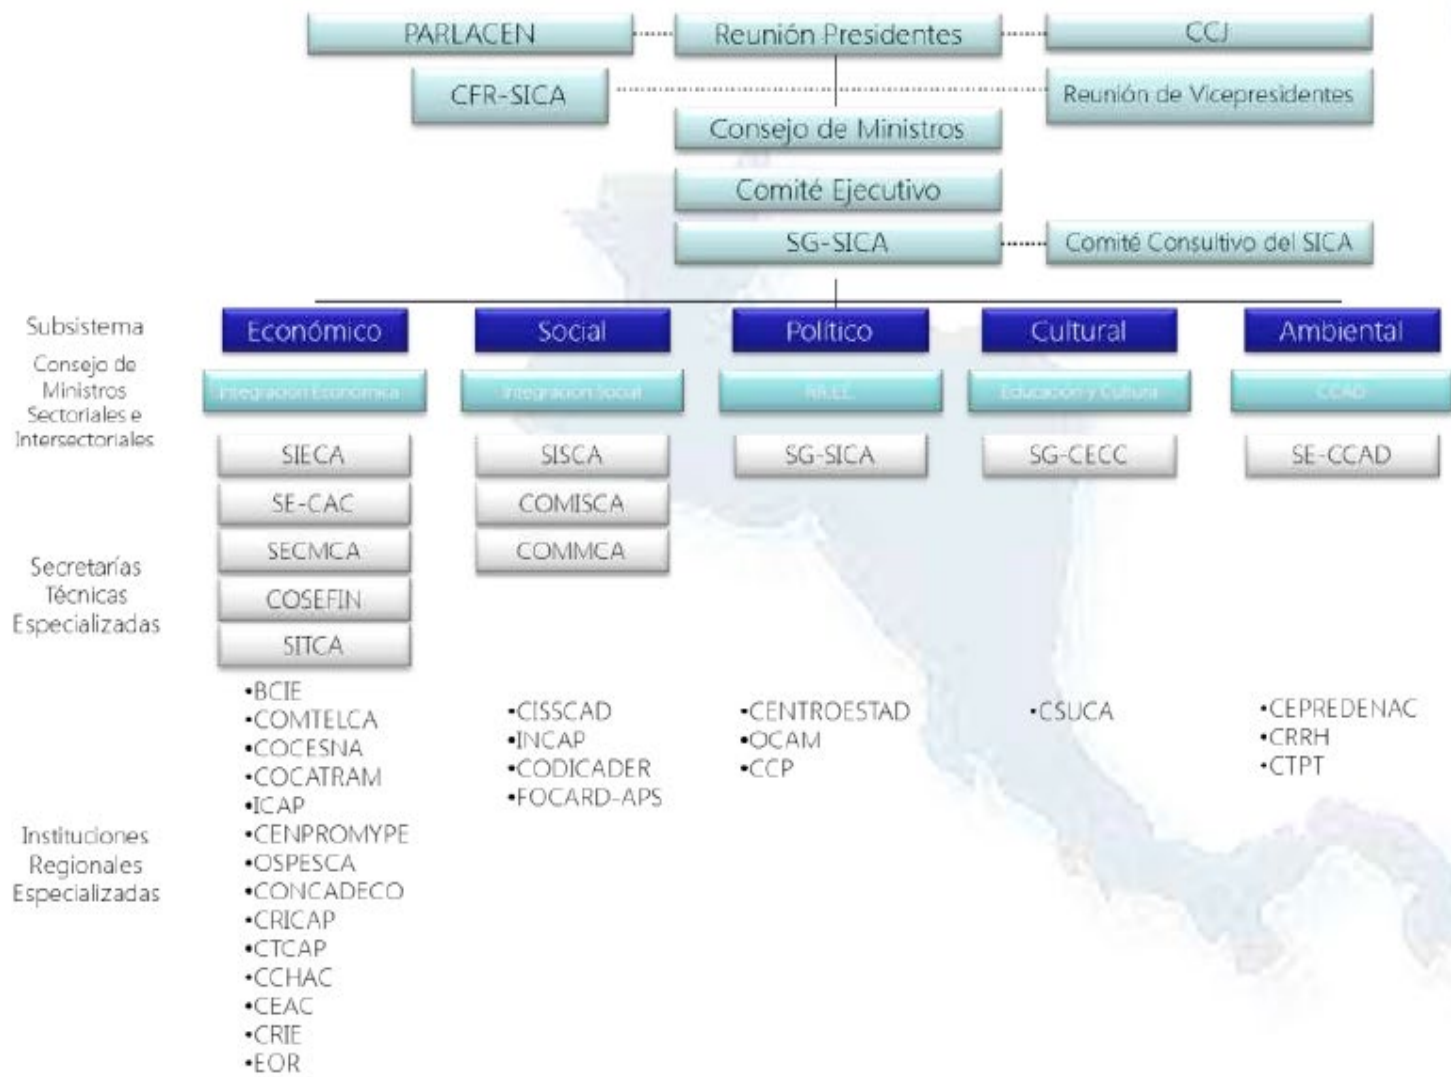 PARLACEN
Reunión Presidentes
CCJ
CFR-SICA
Reunión de Vicepresidentes
Consejo de Ministros
Comité Ejecutivo
SG-SICA
Comité Consultivo del SICA
Subsistema
Económico
Social
Político
Cultural
Ambiental
Consejo de
Ministros
Sectoriales e
Intersectoriales
Integración Económica
Integración Social
RR.EE.
Educación y Cultura
CCAD
SIECA
SISCA
SG-SICA
SG-CECC
SE-CCAD
SE-CAC
COMISCA
SECMCA
COMMCA
COSEFIN
SITCA
Secretarías
Técnicas
Especializadas
Instituciones
Regionales
Especializadas
•BCIE
•COMTELCA
•COCESNA
•COCATRAM
•ICAP
•CENPROMYPE
•OSPESCA
•CONCADECO
•CRICAP
•CTCAP
•CCHAC
•CEAC
•CRIE
•EOR
•CISSCAD
•INCAP
•CODICADER
•FOCARD-APS
•CENTROESTAD
•OCAM
•CCP
•CSUCA
•CEPREDENAC
•CRRH
•CTPT